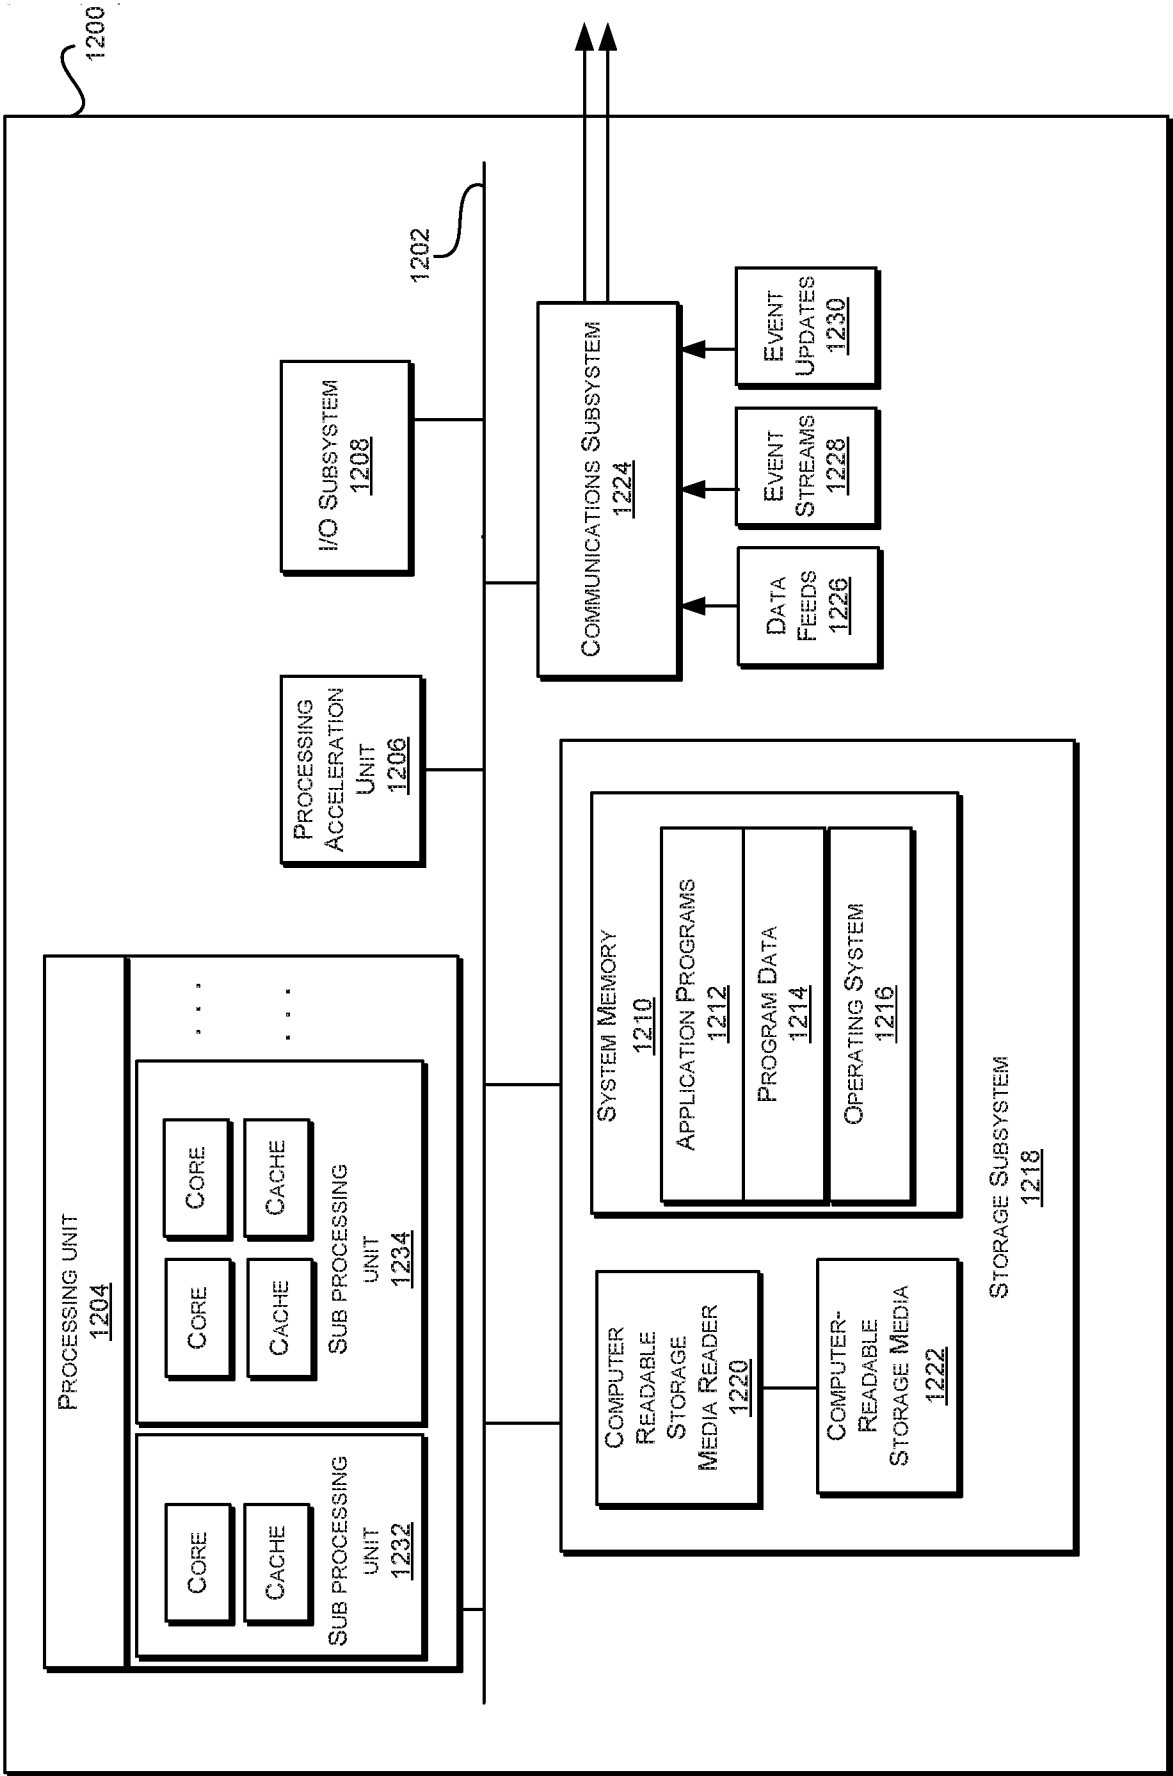 1200
PROCESSING UNIT
1204
CORE
CACHE
SUB PROCESSING
UNIT
1232
CORE
CORE
CACHE
CACHE
SUB PROCESSING
UNIT
1234
. . .
. . .
PROCESSING
ACCELERATION
UNIT
1206
I/O SUBSYSTEM
1208
1202
COMPUTER
READABLE
STORAGE
MEDIA READER
1220
COMPUTER-
READABLE
STORAGE MEDIA
1222
SYSTEM MEMORY
1210
APPLICATION PROGRAMS
1212
PROGRAM DATA
1214
OPERATING SYSTEM
1216
STORAGE SUBSYSTEM
1218
COMMUNICATIONS SUBSYSTEM
1224
DATA
FEEDS
1226
EVENT
STREAMS
1228
EVENT
UPDATES
1230